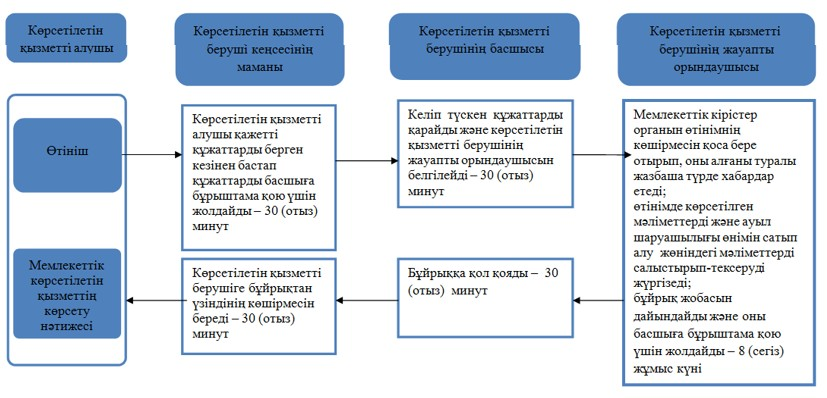 Көрсетілетін
қызметті алушы
Көрсетілетін қызметті
беруші кеңсесінің
маманы
Көрсетілетін қызметті
берушінің басшысы
Көрсетілетін қызметті
берушінің жауапты
орындаушысы
Өтініш
Көрсетілетін қызметті
алушы қажетті
құжаттарды берген
кезінен бастап
құжаттарды басшыға
бұрыштама қою үшін
жолдайды – 30 (отыз)
минут
Келіп түскен құжаттарды
қарайды және көрсетілетін
қызметті берушінің
жауапты орындаушысын
белгілейді – 30 (отыз)
минут
Мемлекеттік кірістер
органын өтінімнің
көшірмесін қоса бере
отырып, оны алғаны туралы
жазбаша түрде хабардар
етеді;
өтінімде көрсетілген
мәліметтерді және ауыл
шаруашылығы өнімін сатып
алу жөніндегі мәліметтерді
салыстырып-тексеруді
жүргізеді;
бұйрық жобасын
дайындайды және оны
басшыға бұрыштама қою
үшін жолдайды – 8 (сегіз)
жұмыс күні
Бұйрыққа қол қояды – 30
(отыз) минут
Көрсетілетін қызметті
берушіге бұйрықтан
үзіндінің көшірмесін
береді – 30 (отыз)
минут
Мемлекеттік
көрсетілетін
қызметтің
көрсету
нәтижесі